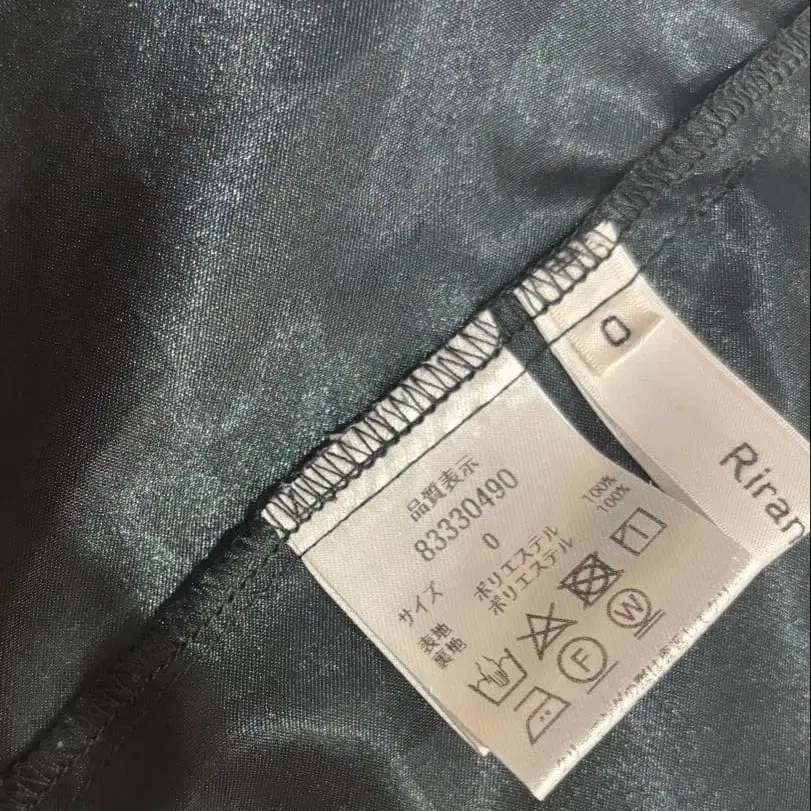 品質表示
83330490
サイズ 0
表地 ポリエステル 100%
裏地 ポリエステル 100%
F
W
0
Riran